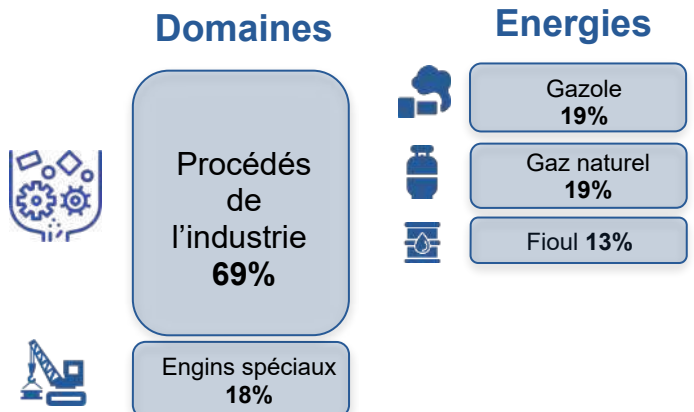 Domaines
Procédés
de
l’industrie
69%
Engins spéciaux
18%
Energies
Gazole
19%
Gaz naturel
19%
Fioul 13%